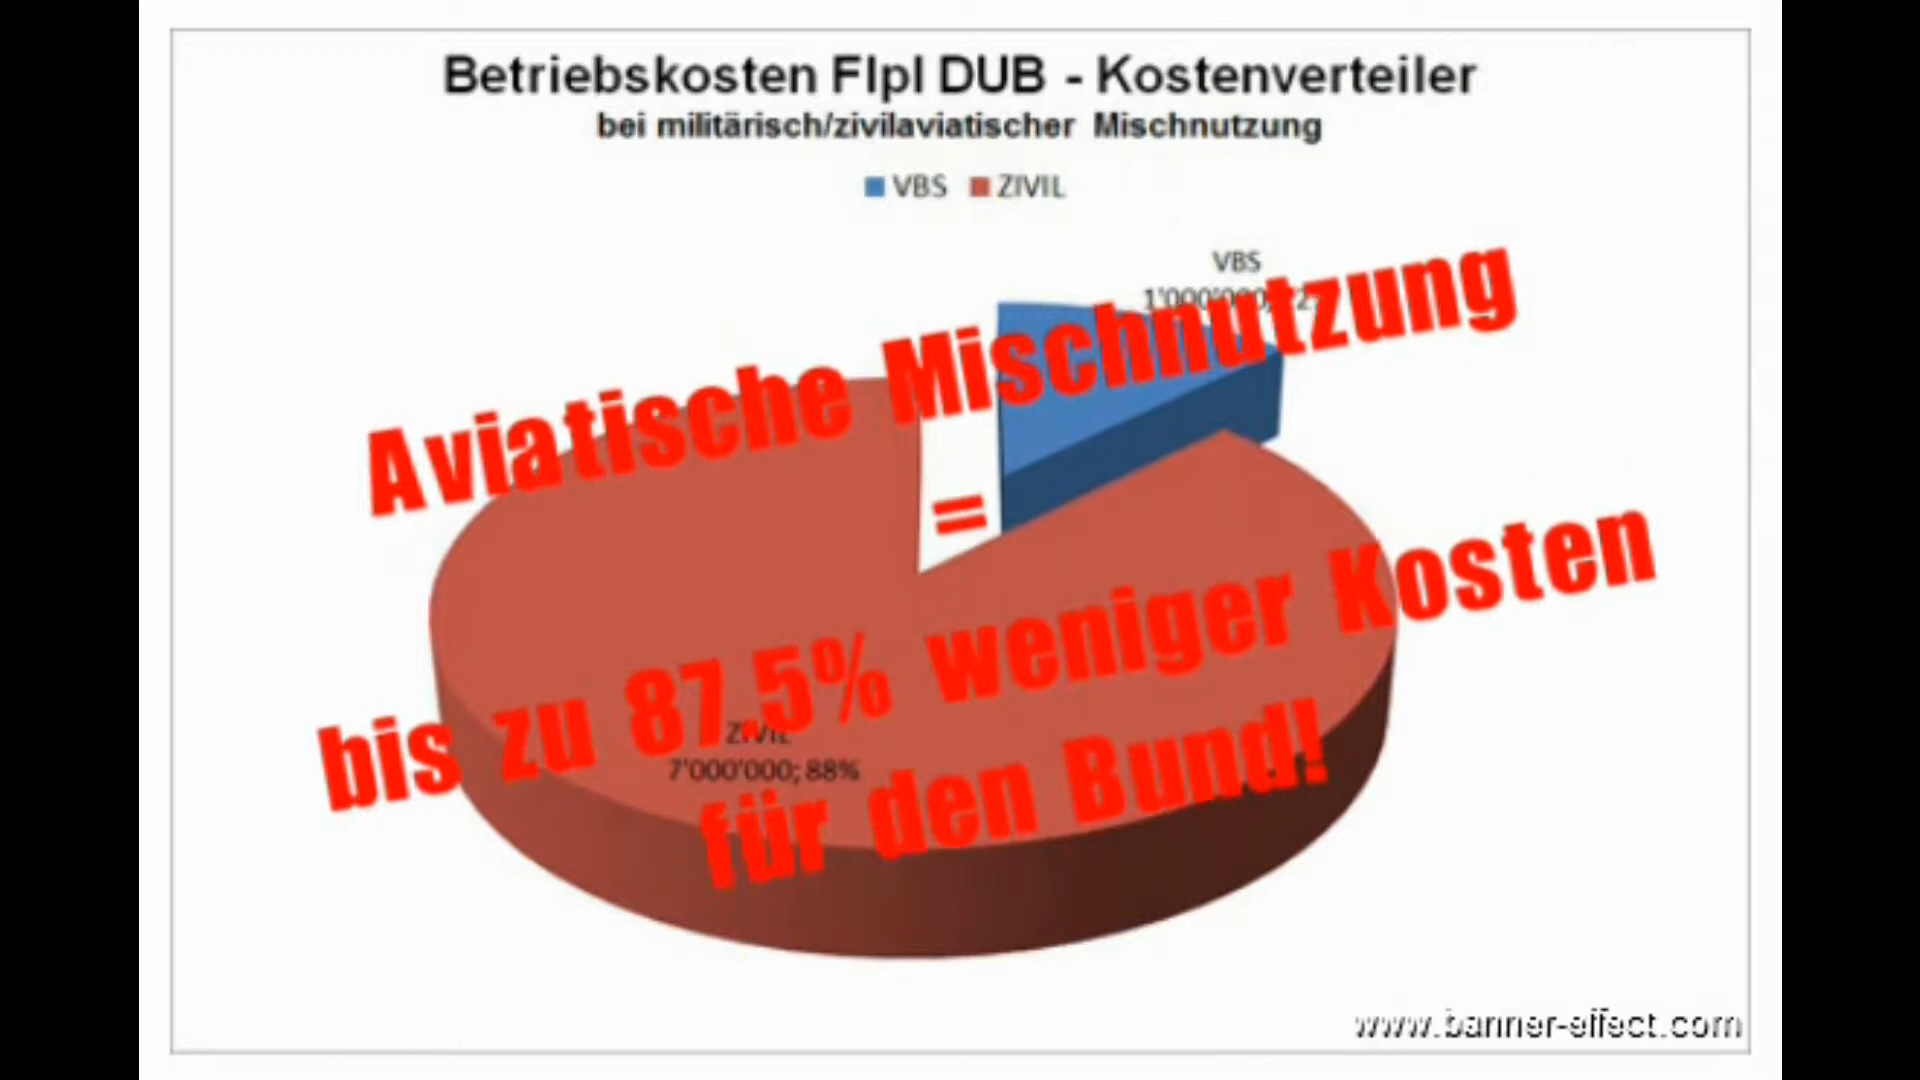 Betriebskosten Flpl DUB - Kostenverteiler
bei militärisch/zivilaviatischer Mischnutzung
VBS ZIVIL
VBS
Aviatische Mischnutzung
=
bis zu 87.5% weniger Kosten
ZIVIL
7'000'000; 88%
für den Bund!
www.banner-effect.com